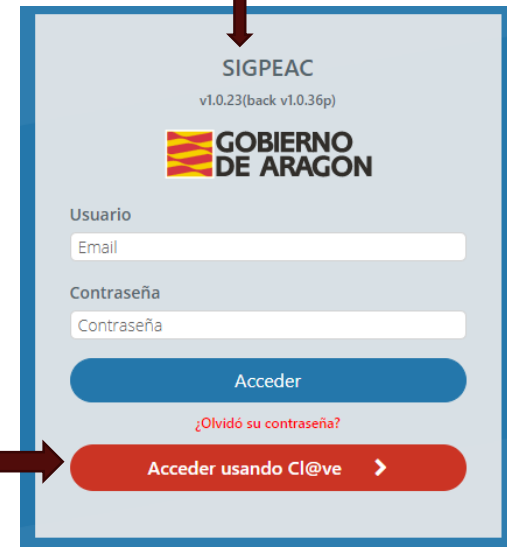 SIGPEAC
v1.0.23(back v1.0.36p)
GOBIERNO
DE ARAGON
Usuario
Email
Contraseña
Contraseña
Acceder
¿Olvidó su contraseña?
Acceder usando Cl@ve